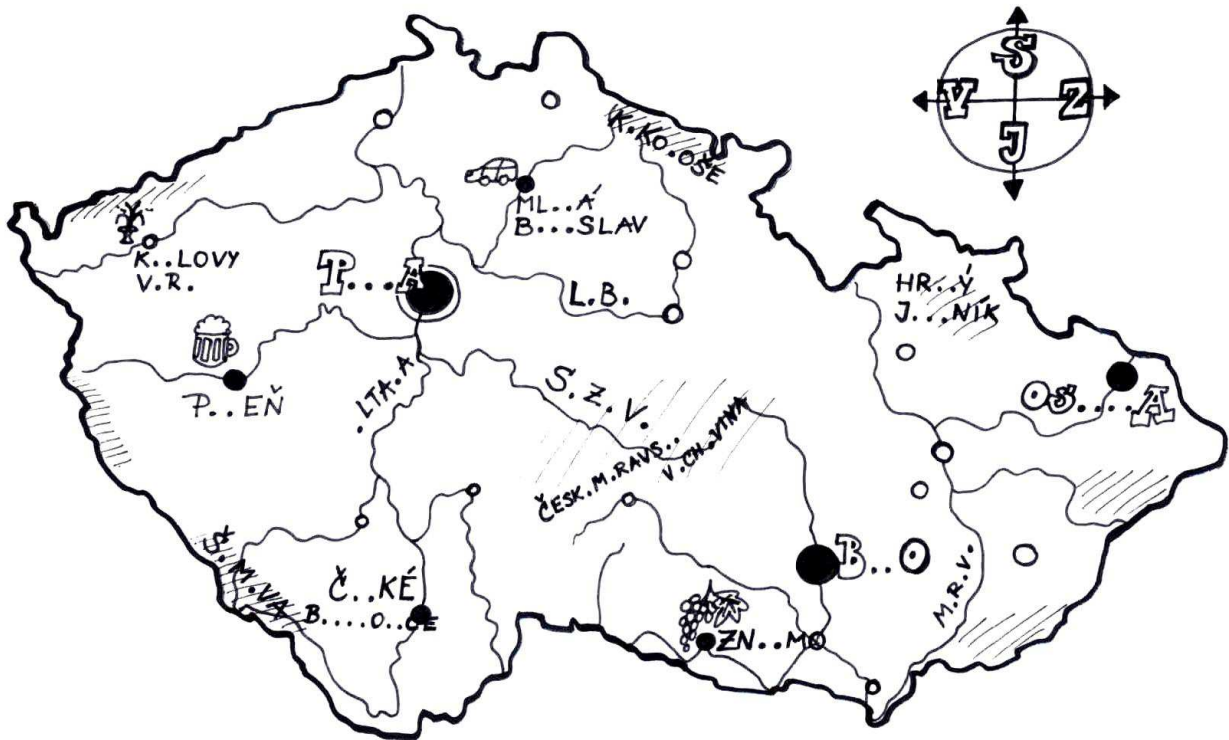 S
V Z
J
K.KO.OŠE
ML..Á
B...SLAV
K..LOVY
V.R.
P...A
L.B.
HR..Ý
J...NÍK
P..EŇ
.LTA.A
S.Z.V.
OS....A
ČESK.M.RAVS..
V.CH.VINA
B..O
M.R.V.
Š.M.VA
Č..KÉ
B....O..CE
ZN..MO